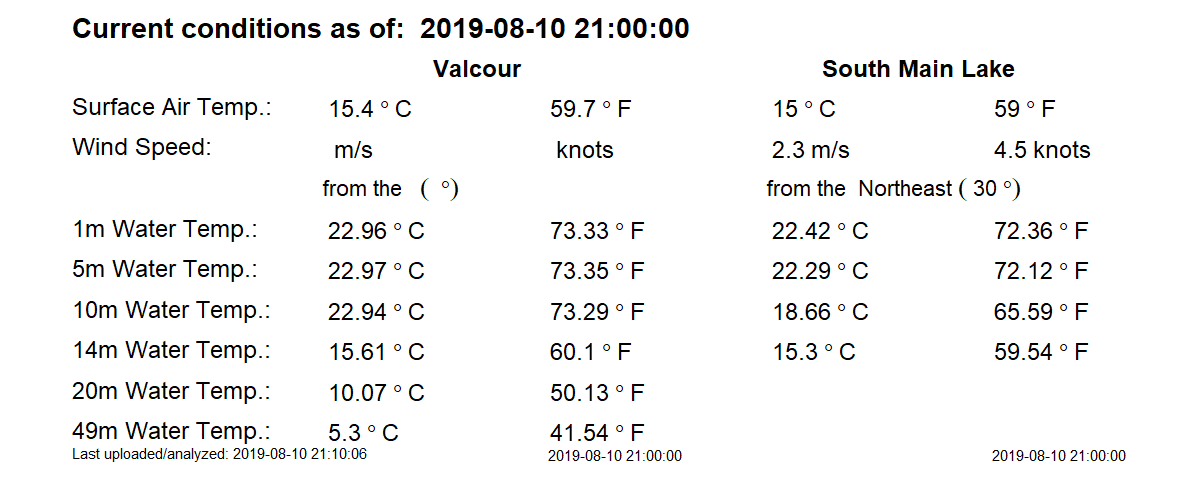 Current conditions as of:  2019-08-10 21:00:00
Valcour South Main Lake
Surface Air Temp.: 15.4 ° C 59.7 ° F 15 ° C 59 ° F
Wind Speed: m/s knots 2.3 m/s 4.5 knots
from the ( °) from the Northeast ( 30 °)
1m Water Temp.: 22.96 ° C 73.33 ° F 22.42 ° C 72.36 ° F
5m Water Temp.: 22.97 ° C 73.35 ° F 22.29 ° C 72.12 ° F
10m Water Temp.: 22.94 ° C 73.29 ° F 18.66 ° C 65.59 ° F
14m Water Temp.: 15.61 ° C 60.1 ° F 15.3 ° C 59.54 ° F
20m Water Temp.: 10.07 ° C 50.13 ° F
49m Water Temp.: 5.3 ° C 41.54 ° F
Last uploaded/analyzed: 2019-08-10 21:10:06 2019-08-10 21:00:00 2019-08-10 21:00:00